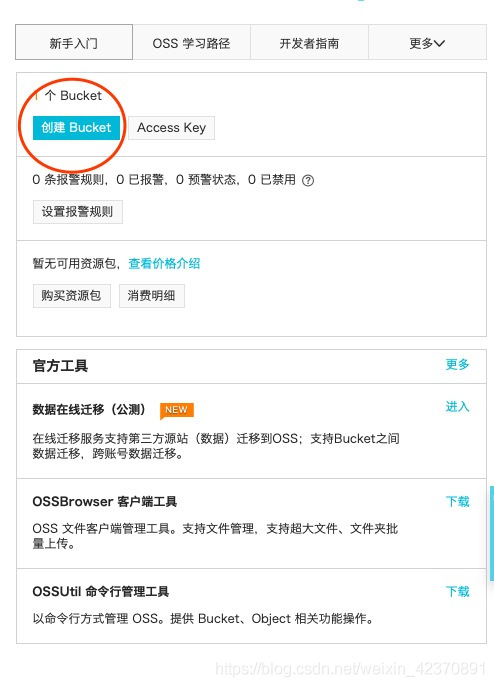 新手入门 OSS 学习路径 开发者指南 更多
1 个 Bucket
创建 Bucket Access Key
0 条报警规则，0 已报警，0 预警状态，0 已禁用 ?
设置报警规则
暂无可用资源包，查看价格介绍
购买资源包 消费明细
官方工具 更多
数据在线迁移（公测） NEW 进入
在线迁移服务支持第三方源站（数据）迁移到OSS；支持Bucket之间
数据迁移，跨账号数据迁移。
OSSBrowser 客户端工具 下载
OSS 文件客户端管理工具。支持文件管理，支持超大文件、文件夹批
量上传。
OSSUtil 命令行管理工具 下载
以命令行方式管理 OSS。提供 Bucket、Object 相关功能操作。
https://blog.csdn.net/weixin_42370891